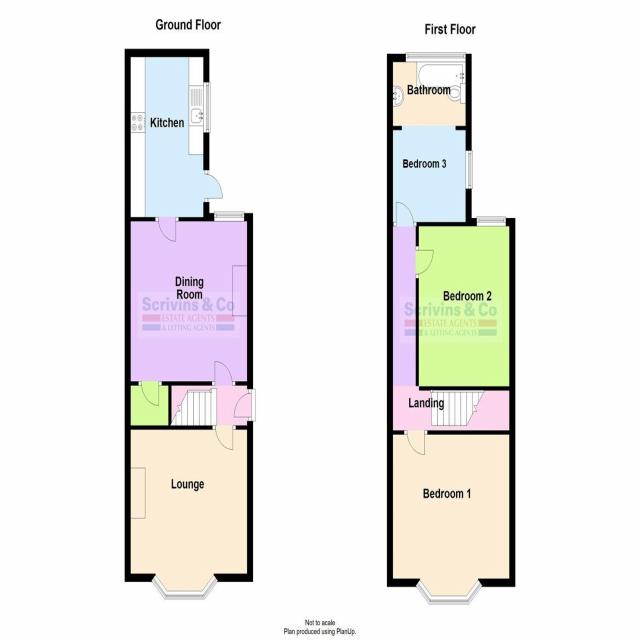 Ground Floor
Kitchen
Dining
Room
Scrivins & Co
ESTATE AGENTS
& LETTING AGENTS
Lounge
First Floor
Bathroom
Bedroom 3
Bedroom 2
Scrivins & Co
ESTATE AGENTS
& LETTING AGENTS
Landing
Bedroom 1
Not to scale
Plan produced using PlanUp.